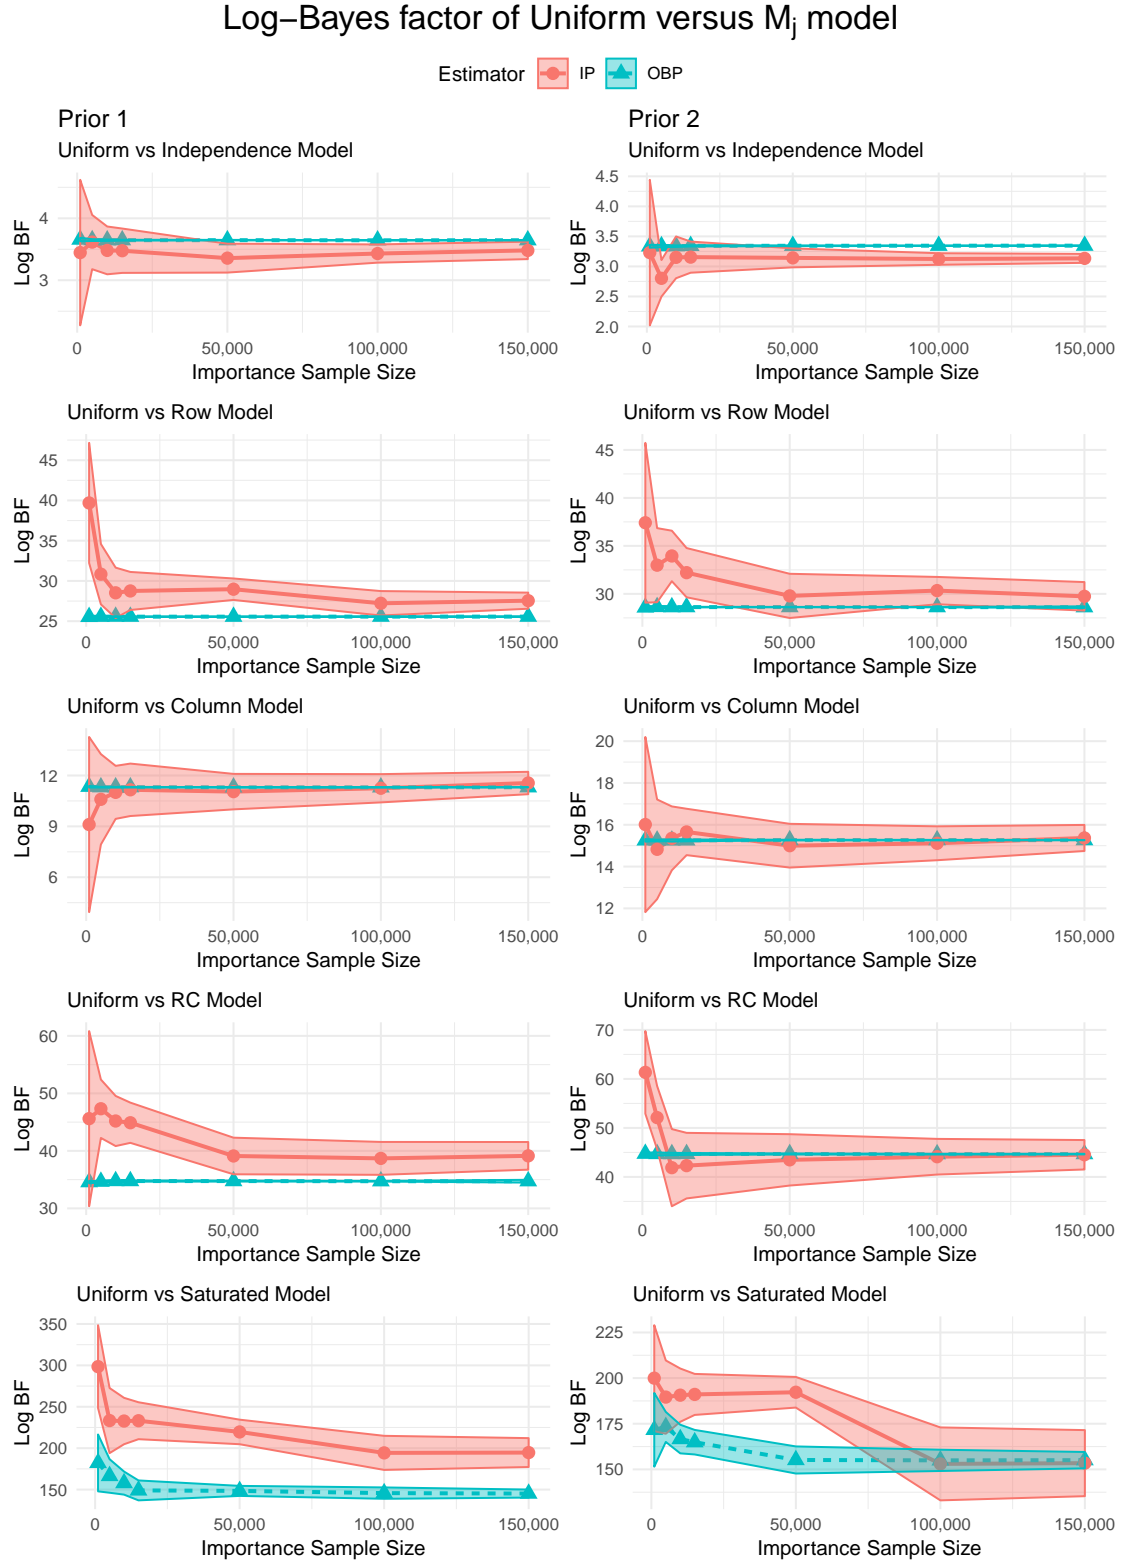 Log−Bayes factor of Uniform versus Mj model
Estimator IP OBP
Prior 1
Uniform vs Independence Model
Log BF
4
3
0 50,000 100,000 150,000
Importance Sample Size
Prior 2
Uniform vs Independence Model
Log BF
4.5
4.0
3.5
3.0
2.5
2.0
0 50,000 100,000 150,000
Importance Sample Size
Uniform vs Row Model
Log BF
45
40
35
30
25
0 50,000 100,000 150,000
Importance Sample Size
Uniform vs Row Model
Log BF
45
40
35
30
0 50,000 100,000 150,000
Importance Sample Size
Uniform vs Column Model
Log BF
12
9
6
0 50,000 100,000 150,000
Importance Sample Size
Uniform vs Column Model
Log BF
20
18
16
14
12
0 50,000 100,000 150,000
Importance Sample Size
Uniform vs RC Model
Log BF
60
50
40
30
0 50,000 100,000 150,000
Importance Sample Size
Uniform vs RC Model
Log BF
70
60
50
40
0 50,000 100,000 150,000
Importance Sample Size
Uniform vs Saturated Model
Log BF
350
300
250
200
150
0 50,000 100,000 150,000
Importance Sample Size
Uniform vs Saturated Model
Log BF
225
200
175
150
0 50,000 100,000 150,000
Importance Sample Size